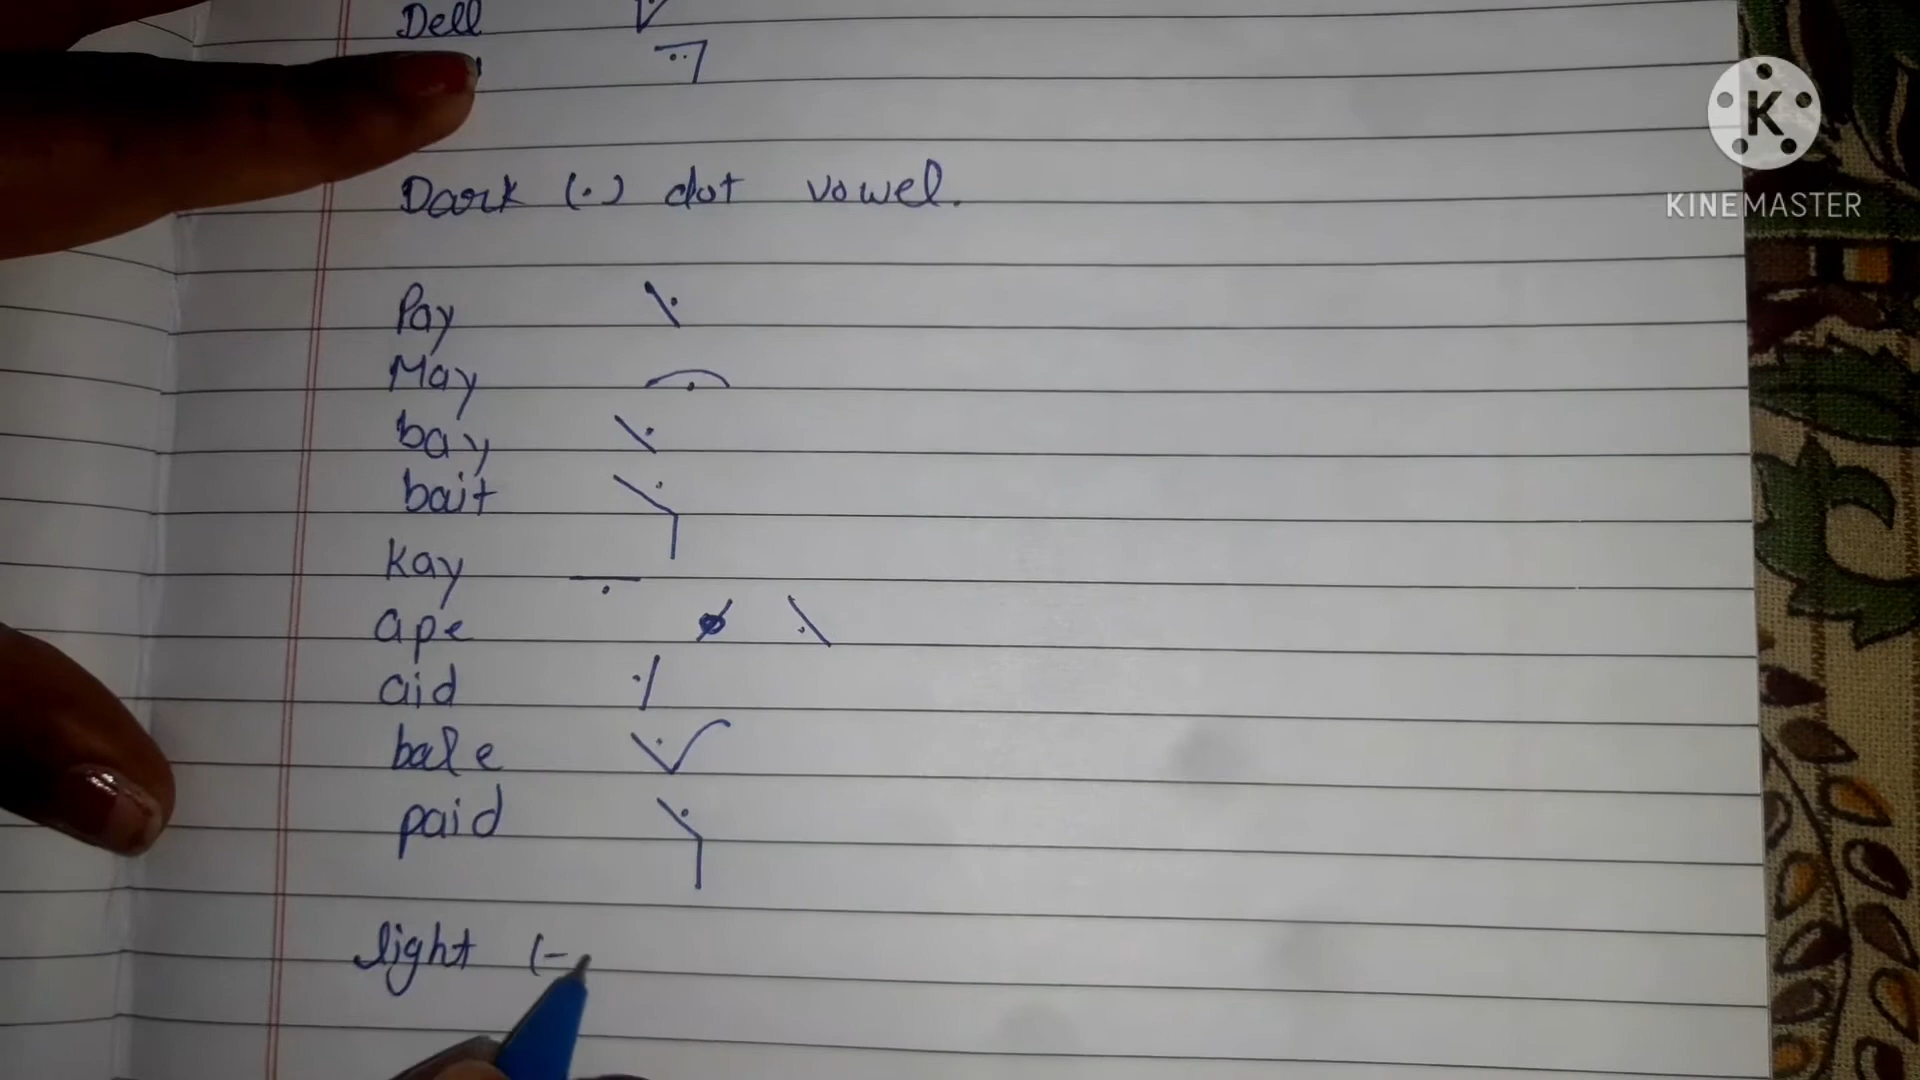 Dell
Dark (.) dot vowel.
Pay
May
bay
bait
Kay
ape
aid
bale
paid
light (-
K
KINEMASTER